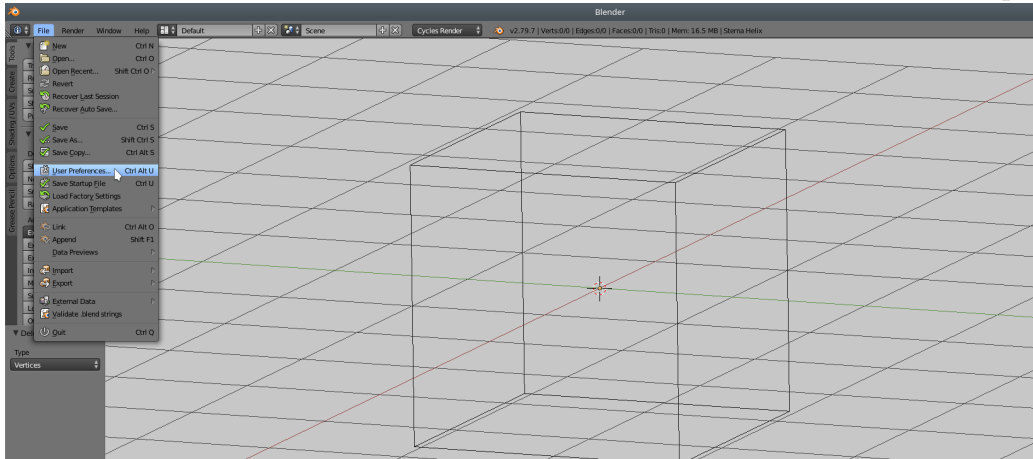 Blender
File Render Window Help Default Scene Cycles Render v2.79.7 | Verts:0/0 | Edges:0/0 | Faces:0/0 | Tris:0 | Mem: 16.5 MB | Sterna Helix
Tools
Create
Shading / UVs
Options
Grease Pencil
New Ctrl N
Open... Ctrl O
Open Recent... Shift Ctrl O
Revert
Recover Last Session
Recover Auto Save...
Save Ctrl S
Save As... Shift Ctrl S
Save Copy... Ctrl Alt S
User Preferences... Ctrl Alt U
Save Startup File Ctrl U
Load Factory Settings
Application Templates
Link Ctrl Alt O
Append Shift F1
Data Previews
Import
Export
External Data
Validate .blend strings
Quit Ctrl Q
Type
Vertices